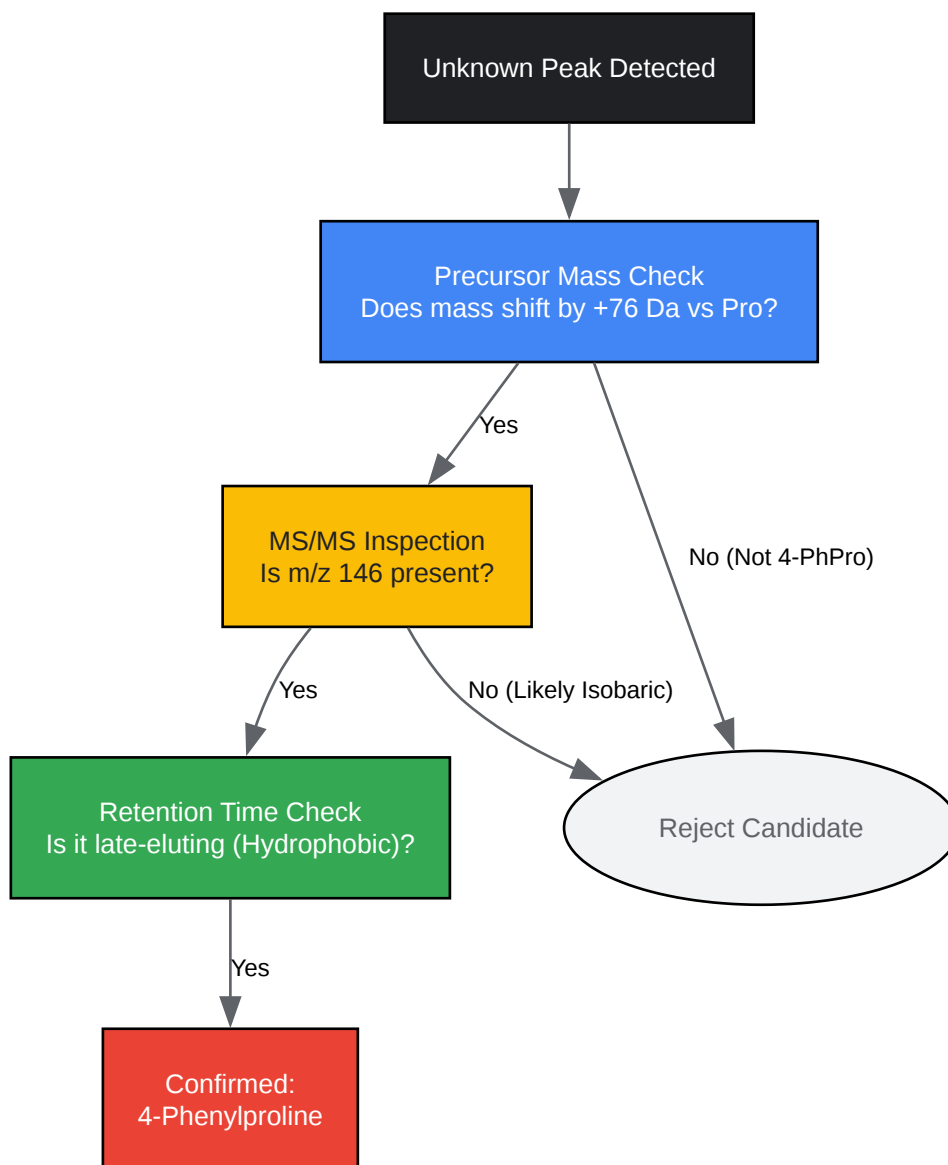 Unknown Peak Detected
Precursor Mass Check
Does mass shift by +76 Da vs Pro?
Yes
No (Not 4-PhPro)
MS/MS Inspection
Is m/z 146 present?
Yes
No (Likely Isobaric)
Retention Time Check
Is it late-eluting (Hydrophobic)?
Reject Candidate
Yes
Confirmed:
4-Phenylproline